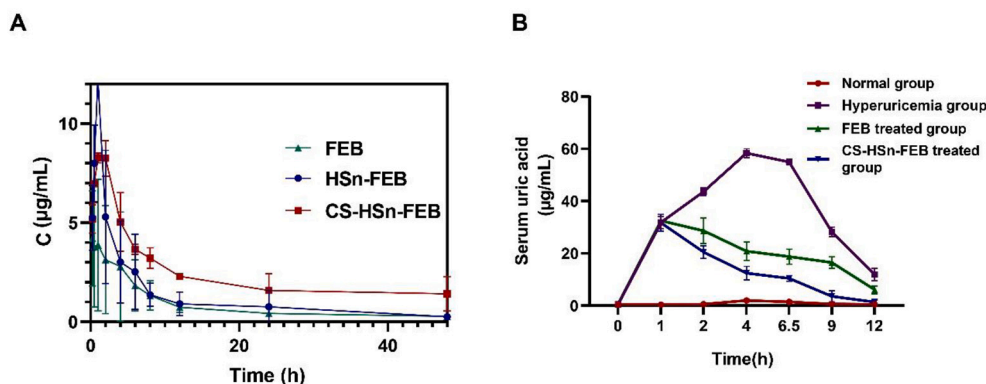 A
C (µg/mL)
10
5
0
0
20
40
Time (h)
FEB
HSn-FEB
CS-HSn-FEB
B
Serum uric acid
(µg/mL)
80
60
40
20
0
0
1
2
4
6.5
9
12
Time(h)
Normal group
Hyperuricemia group
FEB treated group
CS-HSn-FEB treated
group